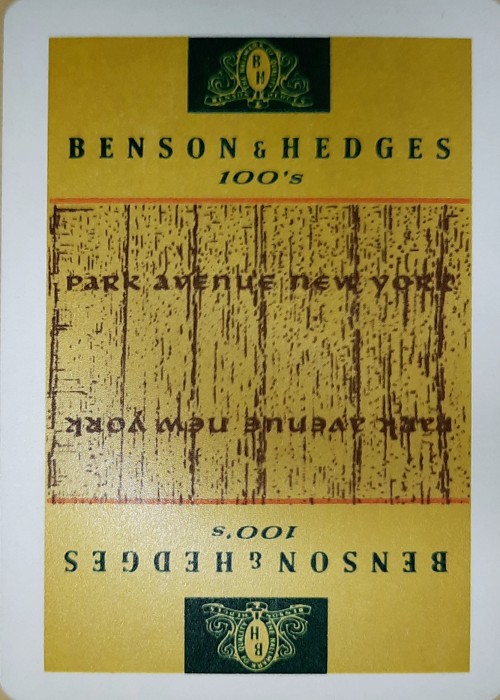 B
H
BENSON & HEDGES
100's
PARK AVENUE NEW YORK
PARK AVENUE NEW YORK
100's
BENSON & HEDGES
B
H